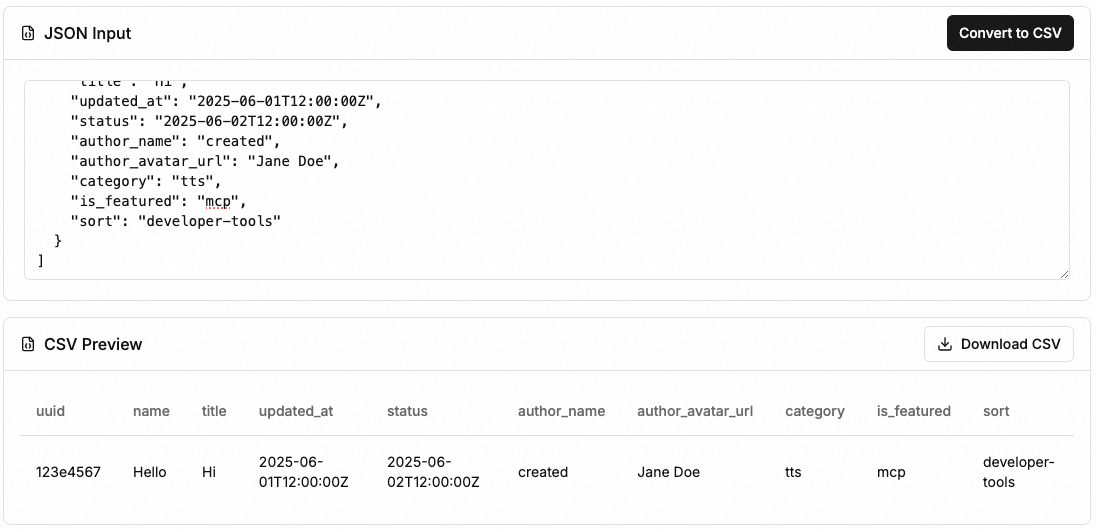 JSON Input
Convert to CSV
"title": "Hi",
"updated_at": "2025-06-01T12:00:00Z",
"status": "2025-06-02T12:00:00Z",
"author_name": "created",
"author_avatar_url": "Jane Doe",
"category": "tts",
"is_featured": "mcp",
"sort": "developer-tools"
}
]
CSV Preview
Download CSV
uuid name title updated_at status author_name author_avatar_url category is_featured sort
123e4567 Hello Hi 2025-06-01T12:00:00Z 2025-06-02T12:00:00Z created Jane Doe tts mcp developer-tools